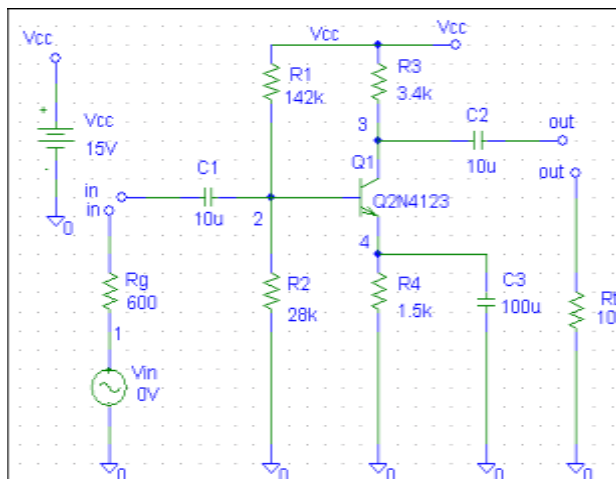 Vcc
Vcc
Vcc
R1
142k
R3
3.4k
+
Vcc
15V
-
0
3
C2
10u
out
out
Q1
Q2N4123
C1
10u
in
in
2
4
Rg
600
1
R2
28k
R4
1.5k
C3
100u
Vin
0V
0
0
0
0
0